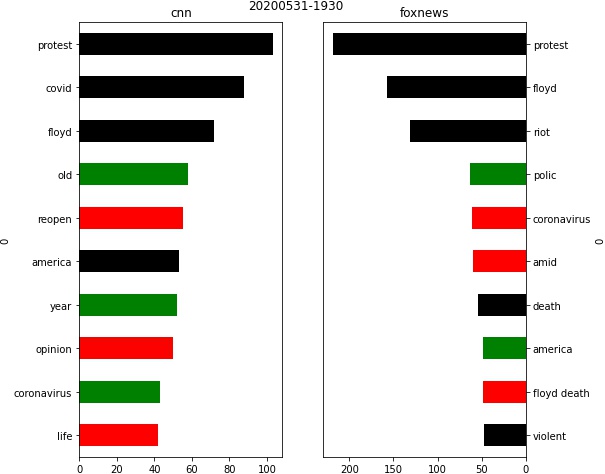 20200531-1930
cnn
foxnews
protest
covid
floyd
old
reopen
america
year
opinion
coronavirus
life
0
0 20 40 60 80 100
protest
floyd
riot
polic
coronavirus
amid
death
america
floyd death
violent
0
200 150 100 50 0